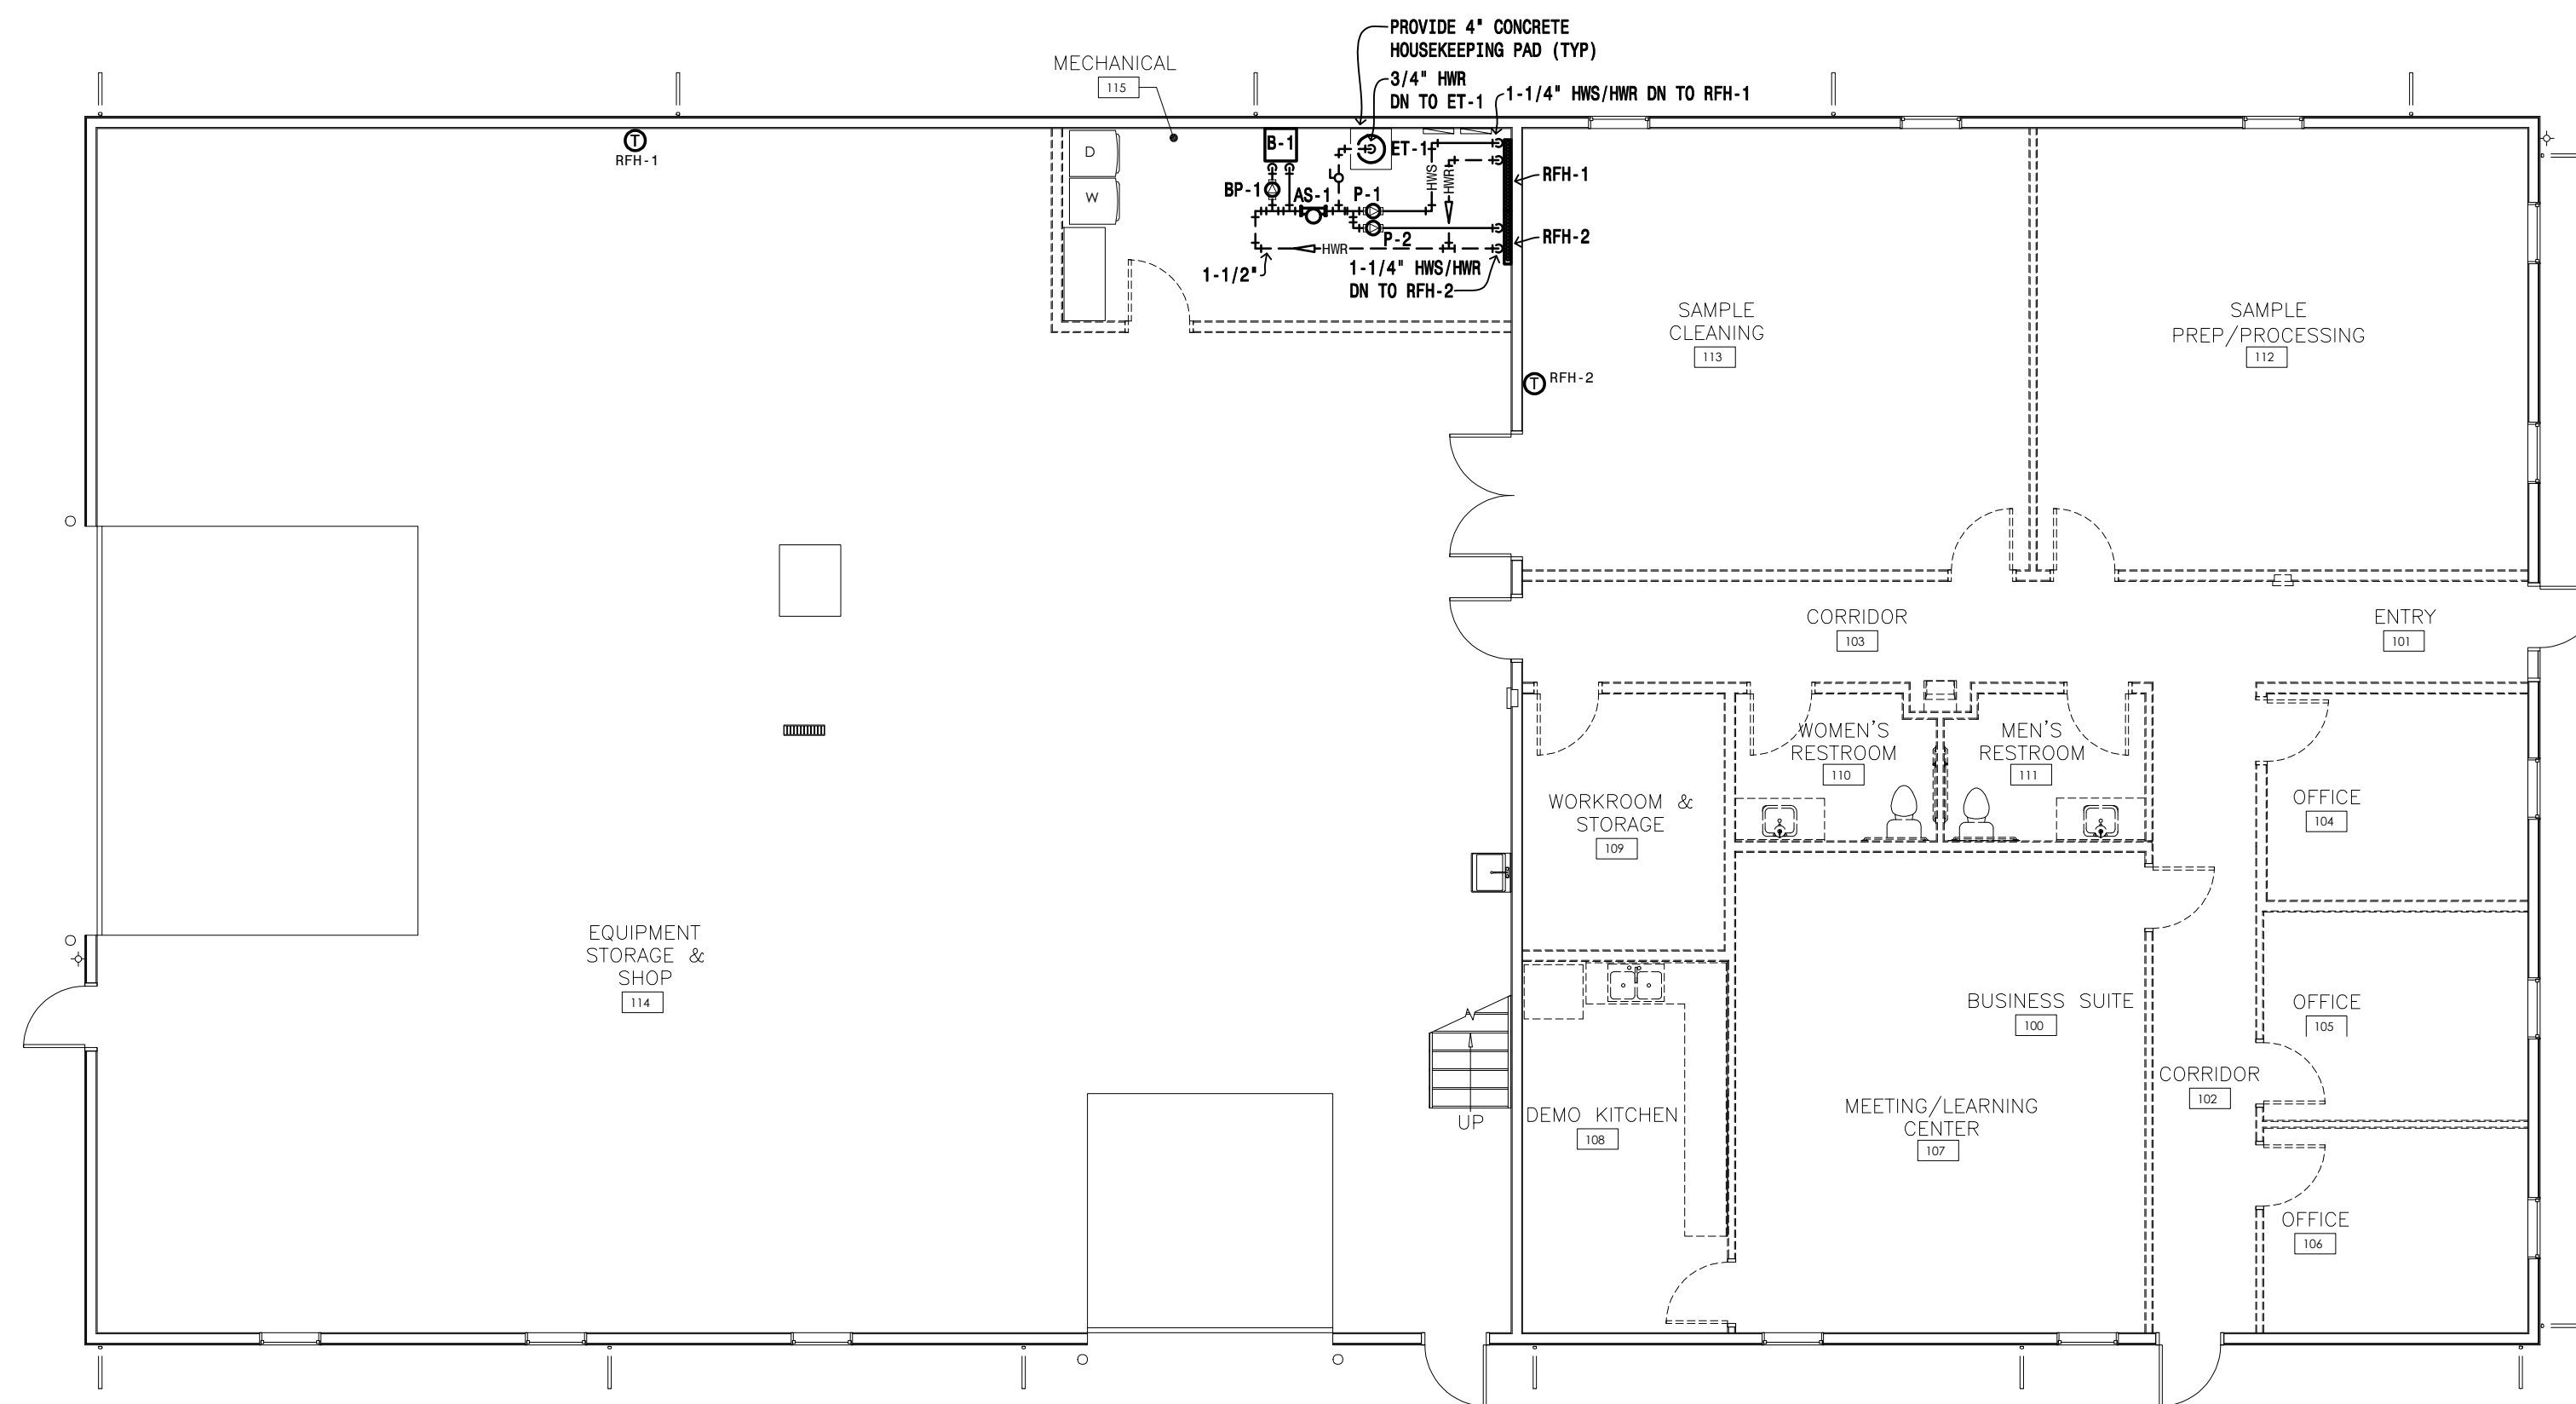 PROVIDE 4" CONCRETE
HOUSEKEEPING PAD (TYP)
MECHANICAL
115
3/4" HWR
DN TO ET-1
1-1/4" HWS/HWR DN TO RFH-1
T
RFH-1
D
W
B-1
ET-1
BP-1
AS-1
P-1
P-2
HWS
HWR
HWR
L
RFH-1
RFH-2
1-1/2"
1-1/4" HWS/HWR
DN TO RFH-2
SAMPLE
CLEANING
113
SAMPLE
PREP/PROCESSING
112
T
RFH-2
CORRIDOR
103
ENTRY
101
WOMEN'S
RESTROOM
110
MEN'S
RESTROOM
111
WORKROOM &
STORAGE
109
OFFICE
104
EQUIPMENT
STORAGE &
SHOP
114
BUSINESS SUITE
100
OFFICE
105
CORRIDOR
102
UP
DEMO KITCHEN
108
MEETING/LEARNING
CENTER
107
OFFICE
106